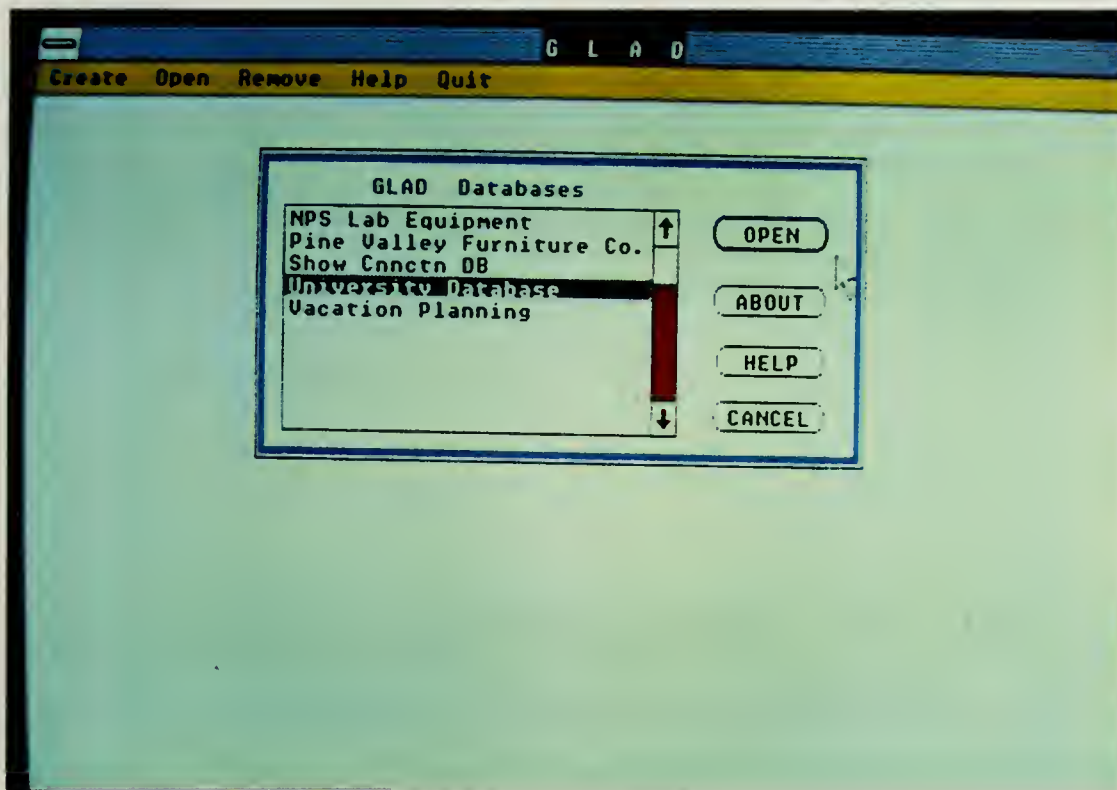 G L A D
Create Open Remove Help Quit
GLAD Databases
NPS Lab Equipment
Pine Valley Furniture Co.
Show Cnnctn DB
University Database
Vacation Planning
OPEN
ABOUT
HELP
CANCEL